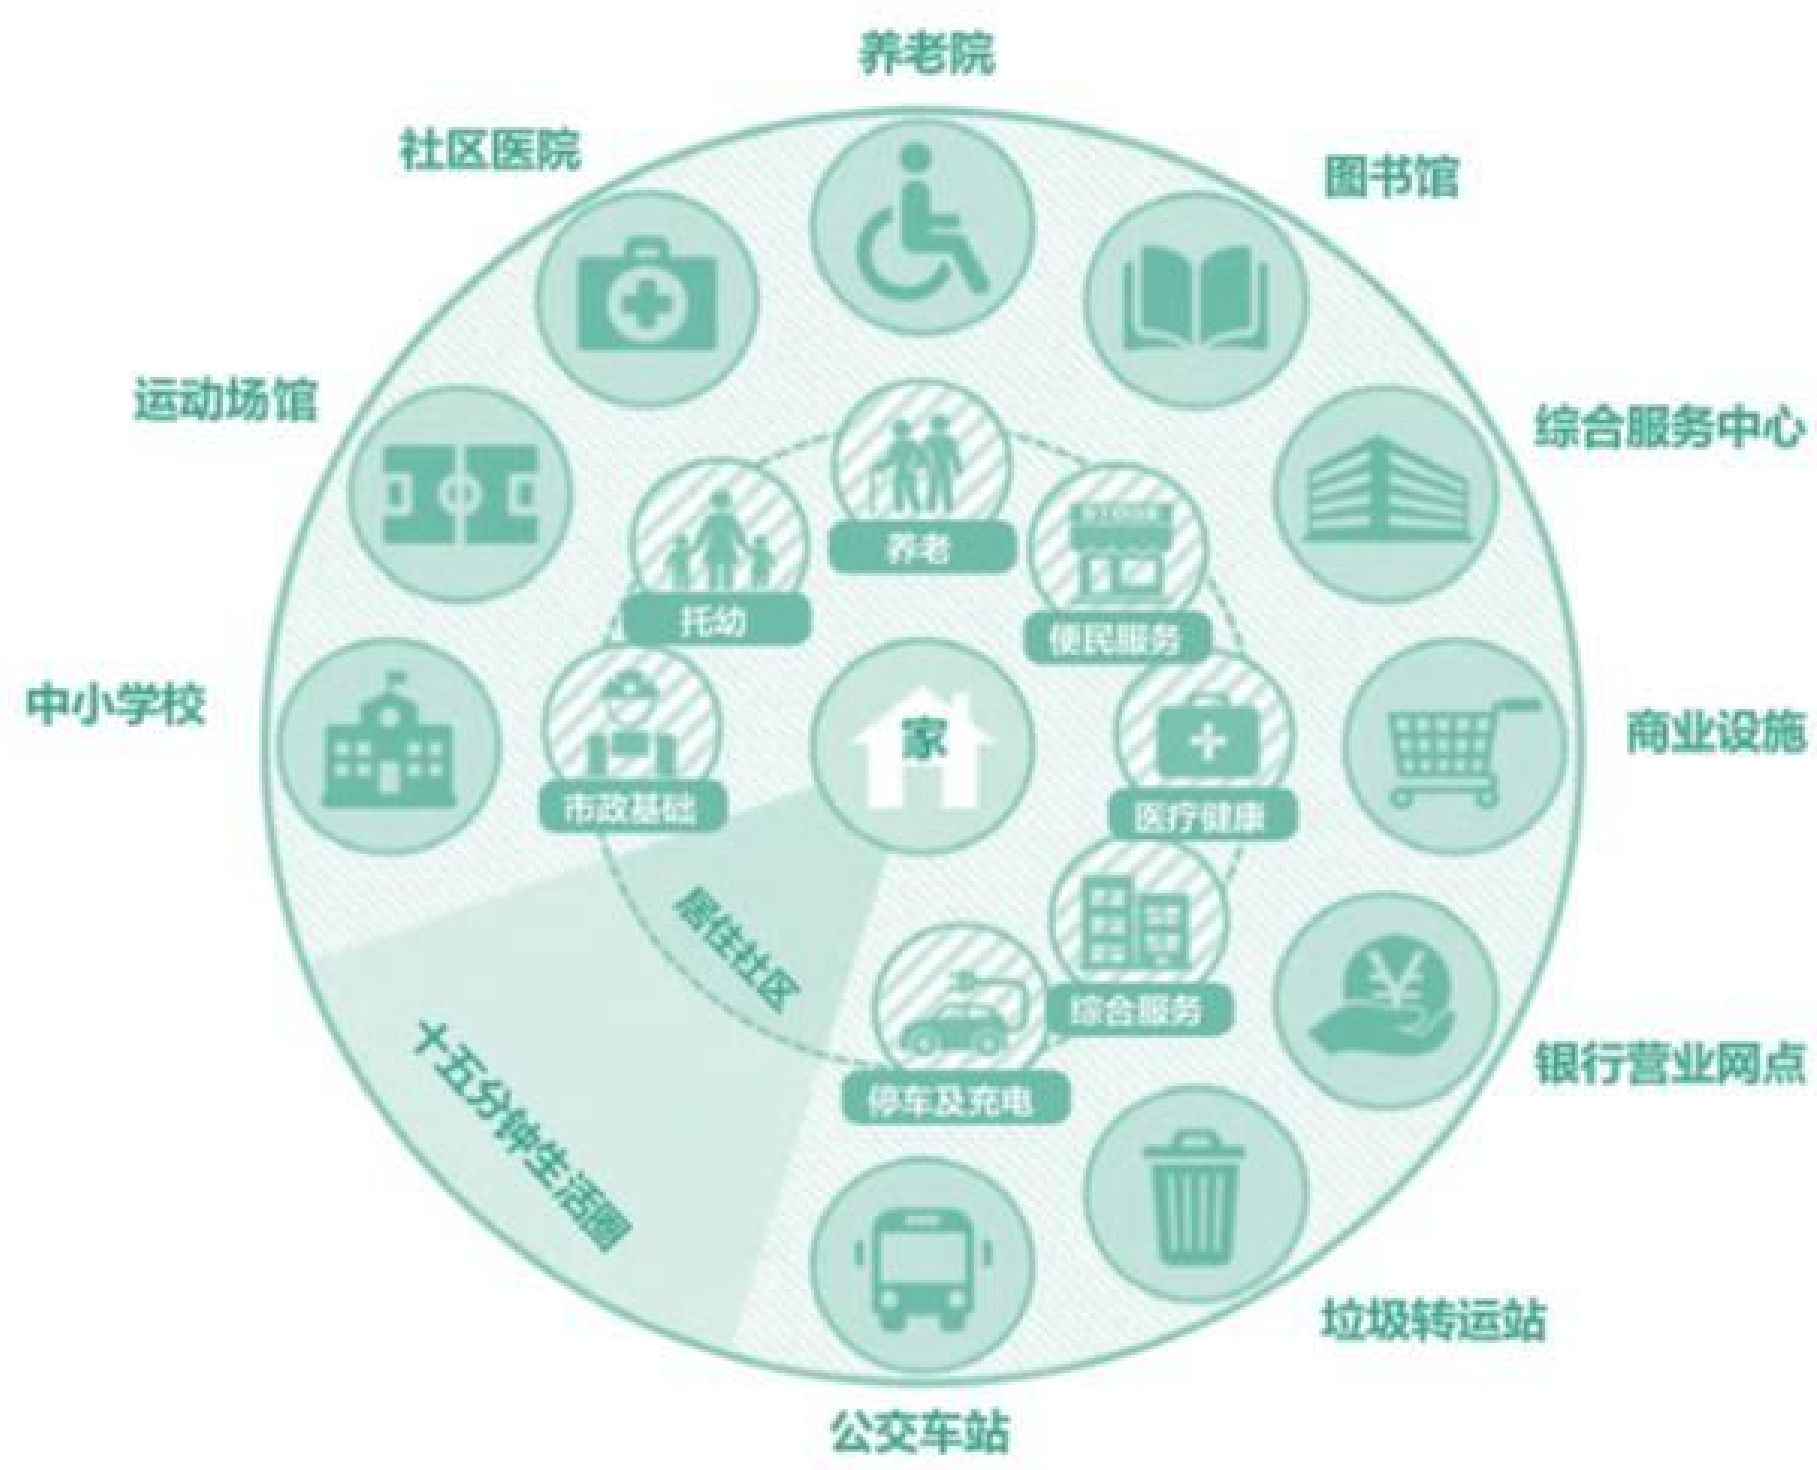 养老院
社区医院
图书馆
运动场馆
综合服务中心
养老
托幼
便民服务
中小学校
家
商业设施
市政基础
医疗健康
居住社区
综合服务
十五分钟生活圈
停车及充电
银行营业网点
垃圾转运站
公交车站